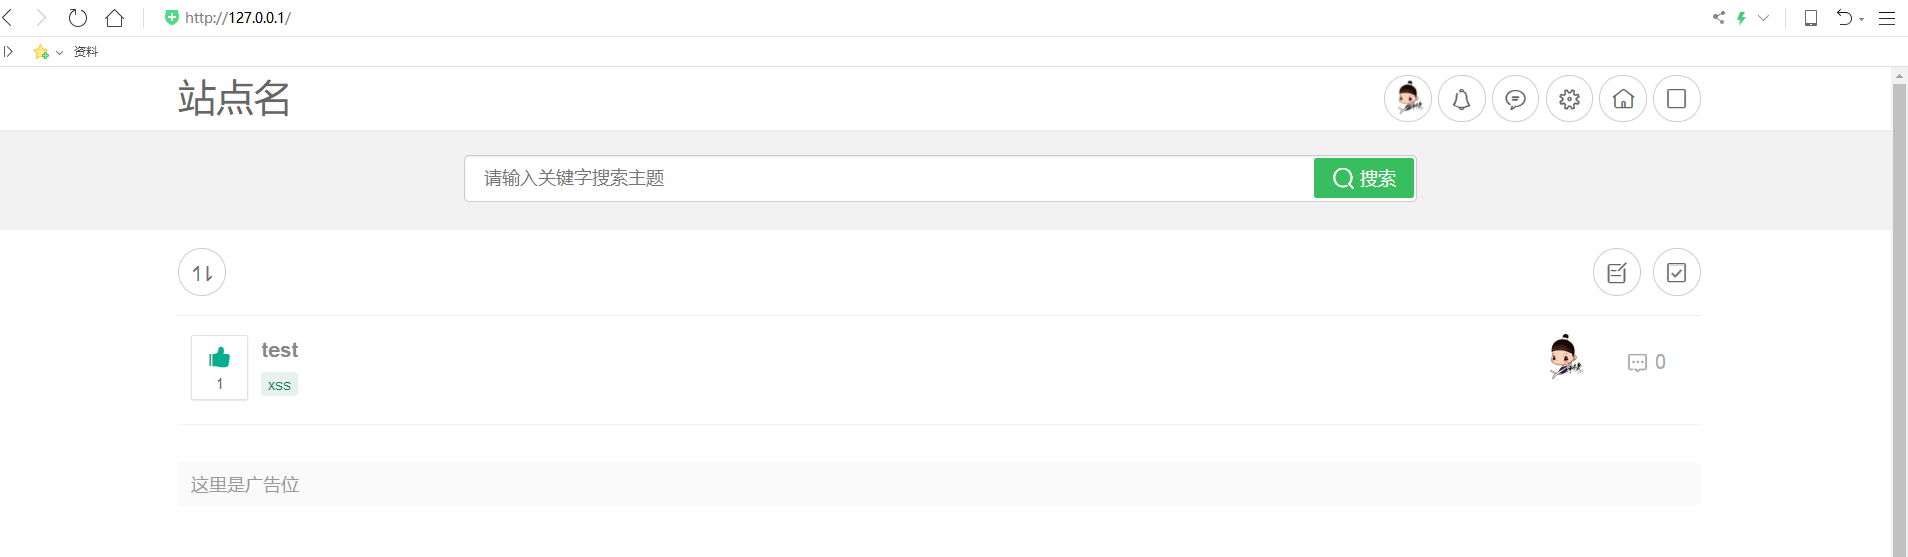 http://127.0.0.1/
资料
站点名
请输入关键字搜索主题
搜索
test
1
xss
0
这里是广告位